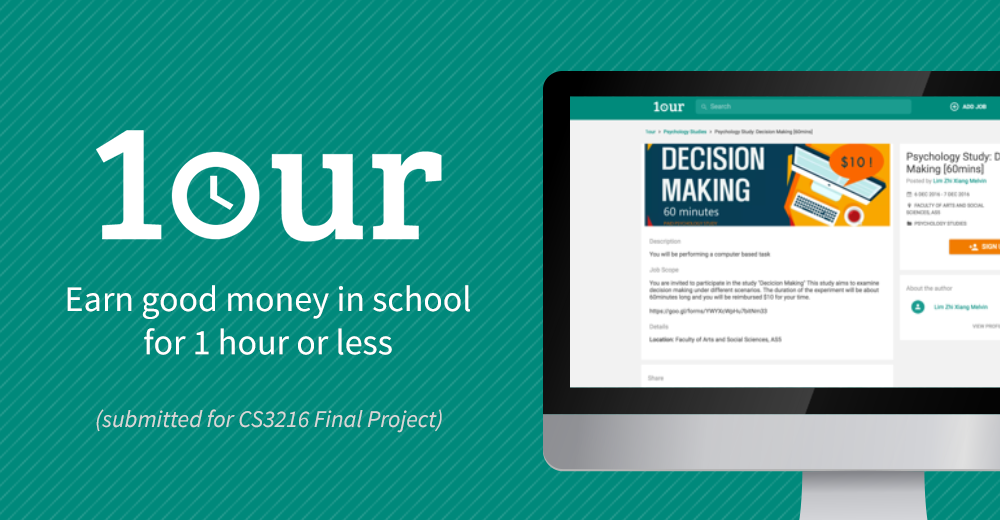 1our
Earn good money in school
for 1 hour or less
(submitted for CS3216 Final Project)
1our
Search
ADD JOB
1our > Psychology Studies > Psychology Study: Decision Making [60mins]
DECISION
MAKING
60 minutes
$10 !
Description
You will be performing a computer based task
Job Scope
You are invited to participate in the study "Decision Making" This study aims to examine
decision making under different scenarios. The duration of the experiment will be about
60minutes long and you will be reimbursed $10 for your time.
Details
Location: Faculty of Arts and Social Sciences, AS5
Share
Psychology Study: D
Making [60mins]
Posted by Lim Zhi Xiang Melvin
6 DEC 2016 - 7 DEC 2016
FACULTY OF ARTS AND SOCIAL
SCIENCES, AS5
PSYCHOLOGY STUDIES
SIGN
About the author
Lim Zhi Xiang Melvin
VIEW PROFI